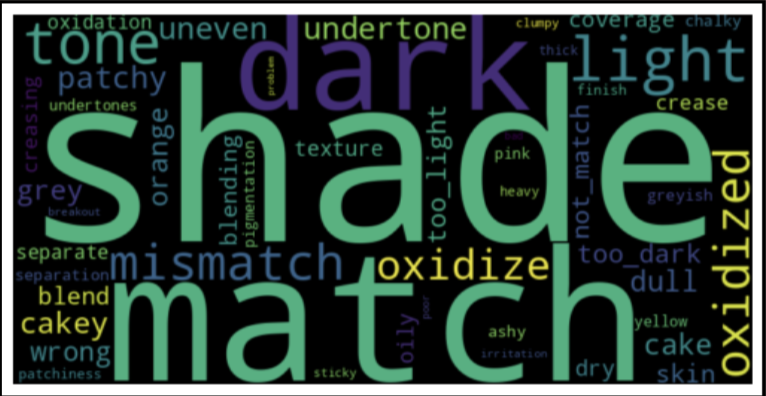 oxidation
uneven
undertone
clumpy
coverage
chalky
tone
dark
thick
light
patchy
problem
finish
creasing
undertones
crease
orange
shade
blending
pigmentation
texture
too_light
pink
not_match
heavy
greyish
grey
breakout
oxidized
separate
separation
mismatch
oxidize
too_dark
dull
blend
match
cakey
oily
poor
ashy
yellow
wrong
irritation
cake
patchiness
sticky
dry
skin